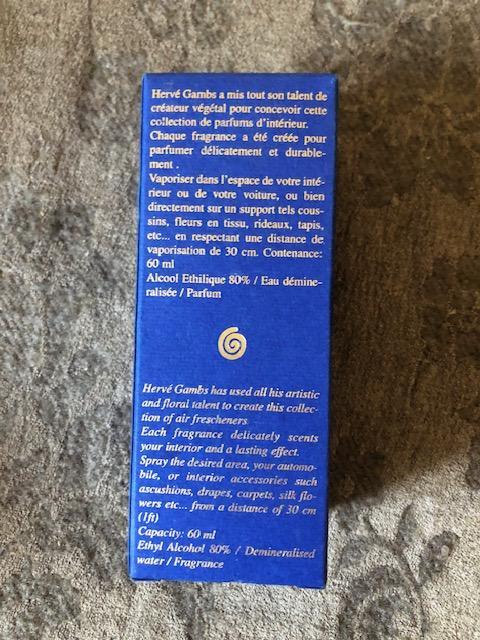 Hervé Gambs a mis tout son talent de
créateur végétal pour concevoir cette
collection de parfums d'intérieur.
Chaque fragrance a été créée pour
parfumer délicatement et durable-
ment .
Vaporiser dans l'espace de votre inté-
rieur ou de votre voiture, ou bien
directement sur un support tels cous-
sins, fleurs en tissu, rideaux, tapis,
etc... en respectant une distance de
vaporisation de 30 cm. Contenance:
60 ml
Alcool Ethilique 80% / Eau démine-
ralisée / Parfum
Hervé Gambs has used all his artistic
and floral talent to create this collec-
tion of air fresheners
Each fragrance delicately scents
your interior and a lasting effect.
Spray the desired area, your automo-
bile, or interior accessories such
ascushions, drapes, carpets, silk flo-
wers etc... from a distance of 30 cm
(1ft)
Capacity: 60 ml
Ethyl Alcohol 80% / Demineralised
water / Fragrance